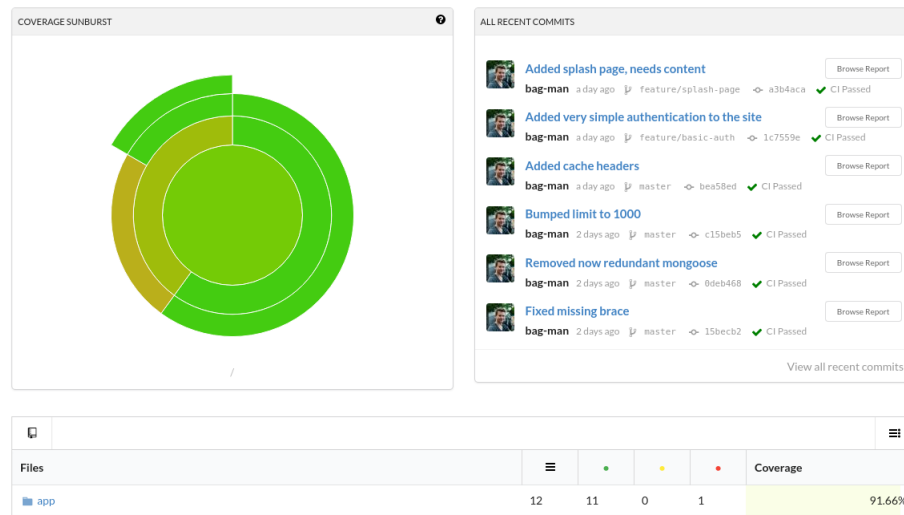 COVERAGE SUNBURST
/
ALL RECENT COMMITS
Added splash page, needs content
Browse Report
bag-man a day ago feature/splash-page a3b4aca CI Passed
Added very simple authentication to the site
Browse Report
bag-man a day ago feature/basic-auth 1c7559e CI Passed
Added cache headers
Browse Report
bag-man a day ago master bea58ed CI Passed
Bumped limit to 1000
Browse Report
bag-man 2 days ago master c15beb5 CI Passed
Removed now redundant mongoose
Browse Report
bag-man 2 days ago master 0deb468 CI Passed
Fixed missing brace
Browse Report
bag-man 2 days ago master 15becb2 CI Passed
View all recent commits
Files Coverage
app 12 11 0 1 91.66%